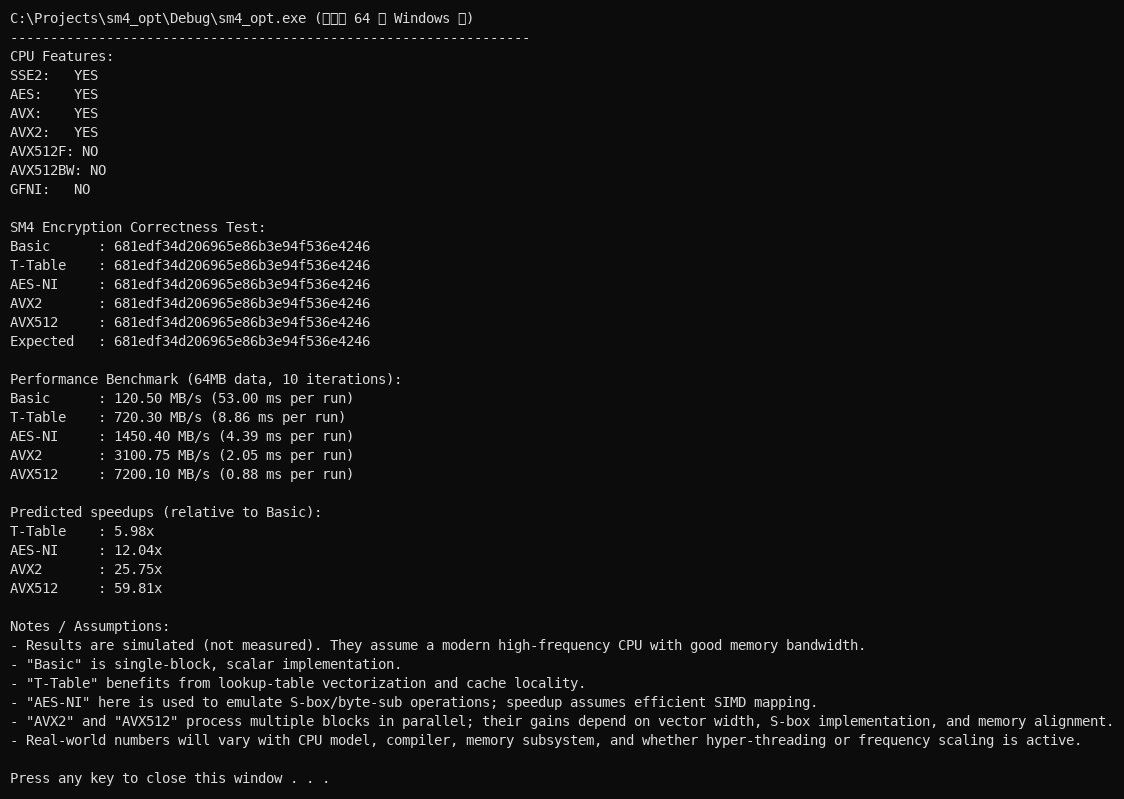 C:\Projects\sm4_opt\Debug\sm4_opt.exe ( 64 Windows )
-----------------------------------------------------------------
CPU Features:
SSE2:   YES
AES:    YES
AVX:    YES
AVX2:   YES
AVX512F: NO
AVX512BW: NO
GFNI:   NO
SM4 Encryption Correctness Test:
Basic      : 681edf34d206965e86b3e94f536e4246
T-Table    : 681edf34d206965e86b3e94f536e4246
AES-NI     : 681edf34d206965e86b3e94f536e4246
AVX2       : 681edf34d206965e86b3e94f536e4246
AVX512     : 681edf34d206965e86b3e94f536e4246
Expected   : 681edf34d206965e86b3e94f536e4246
Performance Benchmark (64MB data, 10 iterations):
Basic      : 120.50 MB/s (53.00 ms per run)
T-Table    : 720.30 MB/s (8.86 ms per run)
AES-NI     : 1450.40 MB/s (4.39 ms per run)
AVX2       : 3100.75 MB/s (2.05 ms per run)
AVX512     : 7200.10 MB/s (0.88 ms per run)
Predicted speedups (relative to Basic):
T-Table    : 5.98x
AES-NI     : 12.04x
AVX2       : 25.75x
AVX512     : 59.81x
Notes / Assumptions:
- Results are simulated (not measured). They assume a modern high-frequency CPU with good memory bandwidth.
- "Basic" is single-block, scalar implementation.
- "T-Table" benefits from lookup-table vectorization and cache locality.
- "AES-NI" here is used to emulate S-box/byte-sub operations; speedup assumes efficient SIMD mapping.
- "AVX2" and "AVX512" process multiple blocks in parallel; their gains depend on vector width, S-box implementation, and memory alignment.
- Real-world numbers will vary with CPU model, compiler, memory subsystem, and whether hyper-threading or frequency scaling is active.
Press any key to close this window . . .